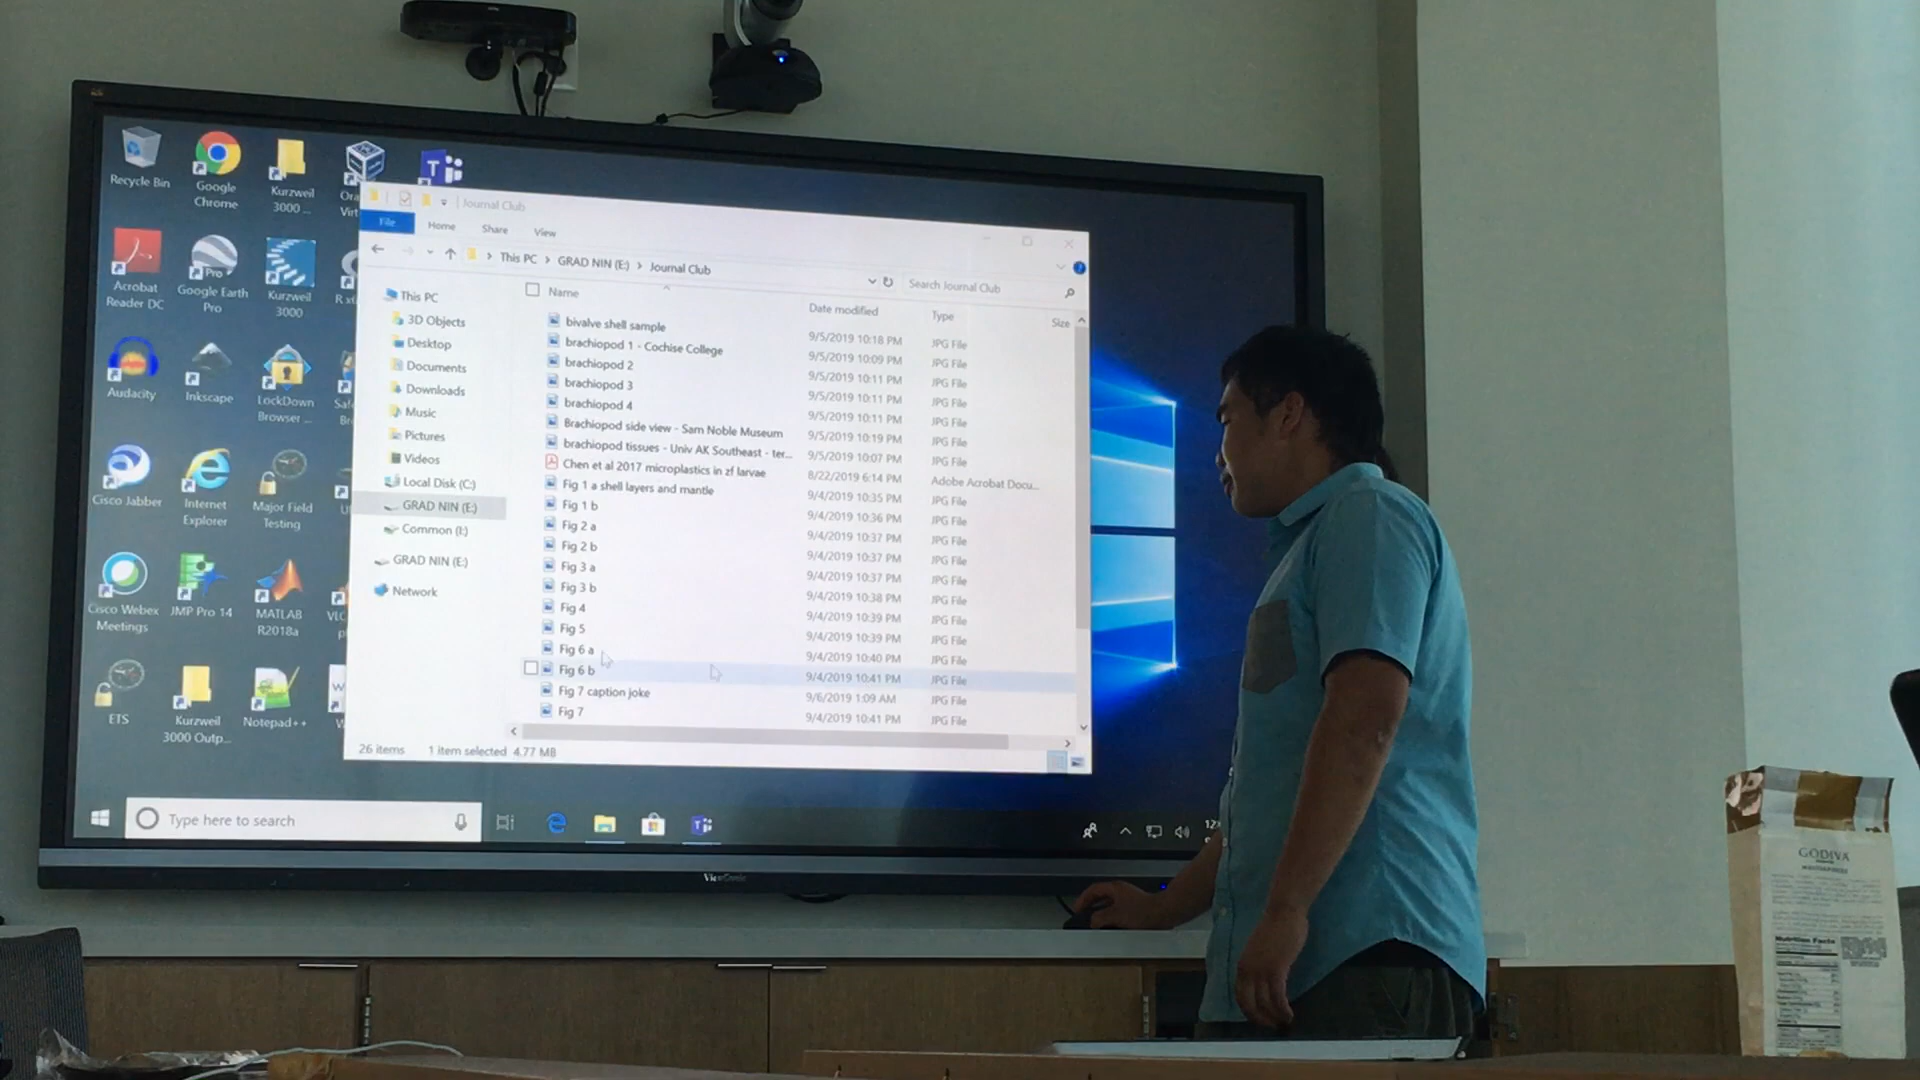 Recycle Bin
Google Chrome
Kurzweil 3000 ...
Acrobat Reader DC
Google Earth Pro
Kurzweil 3000
Audacity
Inkscape
LockDown Browser ...
Cisco Jabber
Internet Explorer
Major Field Testing
Cisco Webex Meetings
JMP Pro 14
MATLAB R2018a
ETS
Kurzweil 3000 Outp...
Notepad++
Journal Club
File Home Share View
This PC > GRAD NIN (E:) > Journal Club
Search Journal Club
This PC
3D Objects
Desktop
Documents
Downloads
Music
Pictures
Videos
Local Disk (C:)
GRAD NIN (E:)
Common (I:)
GRAD NIN (E:)
Network
Name Date modified Type Size
bivalve shell sample 9/5/2019 10:18 PM JPG File
brachiopod 1 - Cochise College 9/5/2019 10:09 PM JPG File
brachiopod 2 9/5/2019 10:11 PM JPG File
brachiopod 3 9/5/2019 10:11 PM JPG File
brachiopod 4 9/5/2019 10:11 PM JPG File
Brachiopod side view - Sam Noble Museum 9/5/2019 10:19 PM JPG File
brachiopod tissues - Univ AK Southeast - ter... 9/5/2019 10:07 PM JPG File
Chen et al 2017 microplastics in zf larvae 8/22/2019 6:14 PM Adobe Acrobat Docu...
Fig 1 a shell layers and mantle 9/4/2019 10:35 PM JPG File
Fig 1 b 9/4/2019 10:36 PM JPG File
Fig 2 a 9/4/2019 10:37 PM JPG File
Fig 2 b 9/4/2019 10:37 PM JPG File
Fig 3 a 9/4/2019 10:37 PM JPG File
Fig 3 b 9/4/2019 10:38 PM JPG File
Fig 4 9/4/2019 10:39 PM JPG File
Fig 5 9/4/2019 10:39 PM JPG File
Fig 6 a 9/4/2019 10:40 PM JPG File
Fig 6 b 9/4/2019 10:41 PM JPG File
Fig 7 caption joke 9/6/2019 1:09 AM JPG File
Fig 7 9/4/2019 10:41 PM JPG File
26 items 1 item selected 4.77 MB
Type here to search
ViewSonic
GODIVA
MASTERPIECES
Nutrition Facts